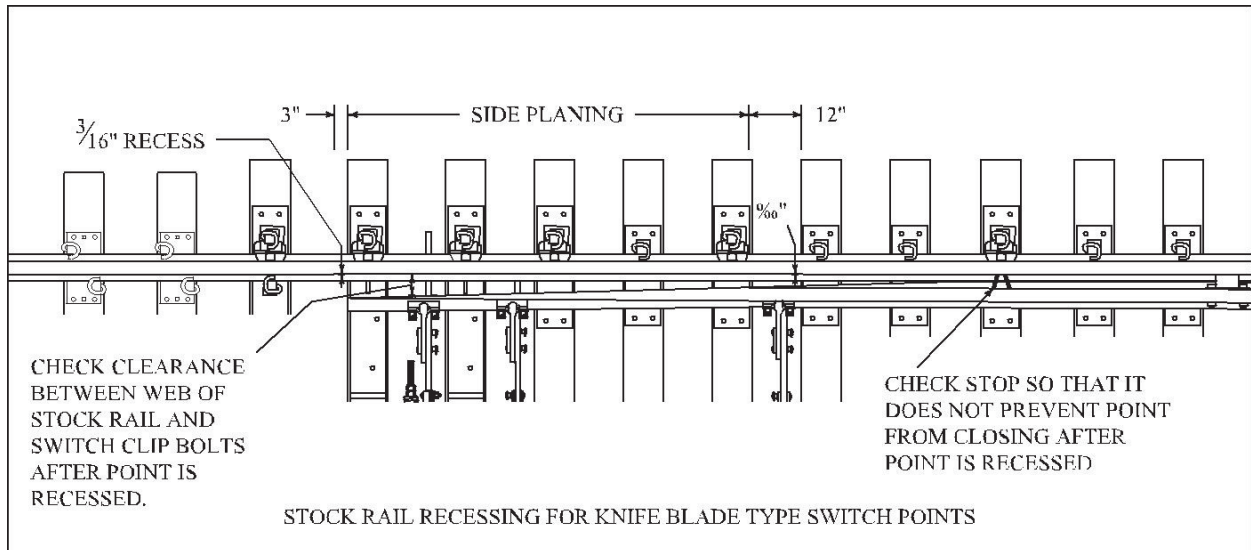 3" SIDE PLANING 12"
3/16" RECESS
0/00"
CHECK CLEARANCE
BETWEEN WEB OF
STOCK RAIL AND
SWITCH CLIP BOLTS
AFTER POINT IS
RECESSED.
CHECK STOP SO THAT IT
DOES NOT PREVENT POINT
FROM CLOSING AFTER
POINT IS RECESSED
STOCK RAIL RECESSING FOR KNIFE BLADE TYPE SWITCH POINTS